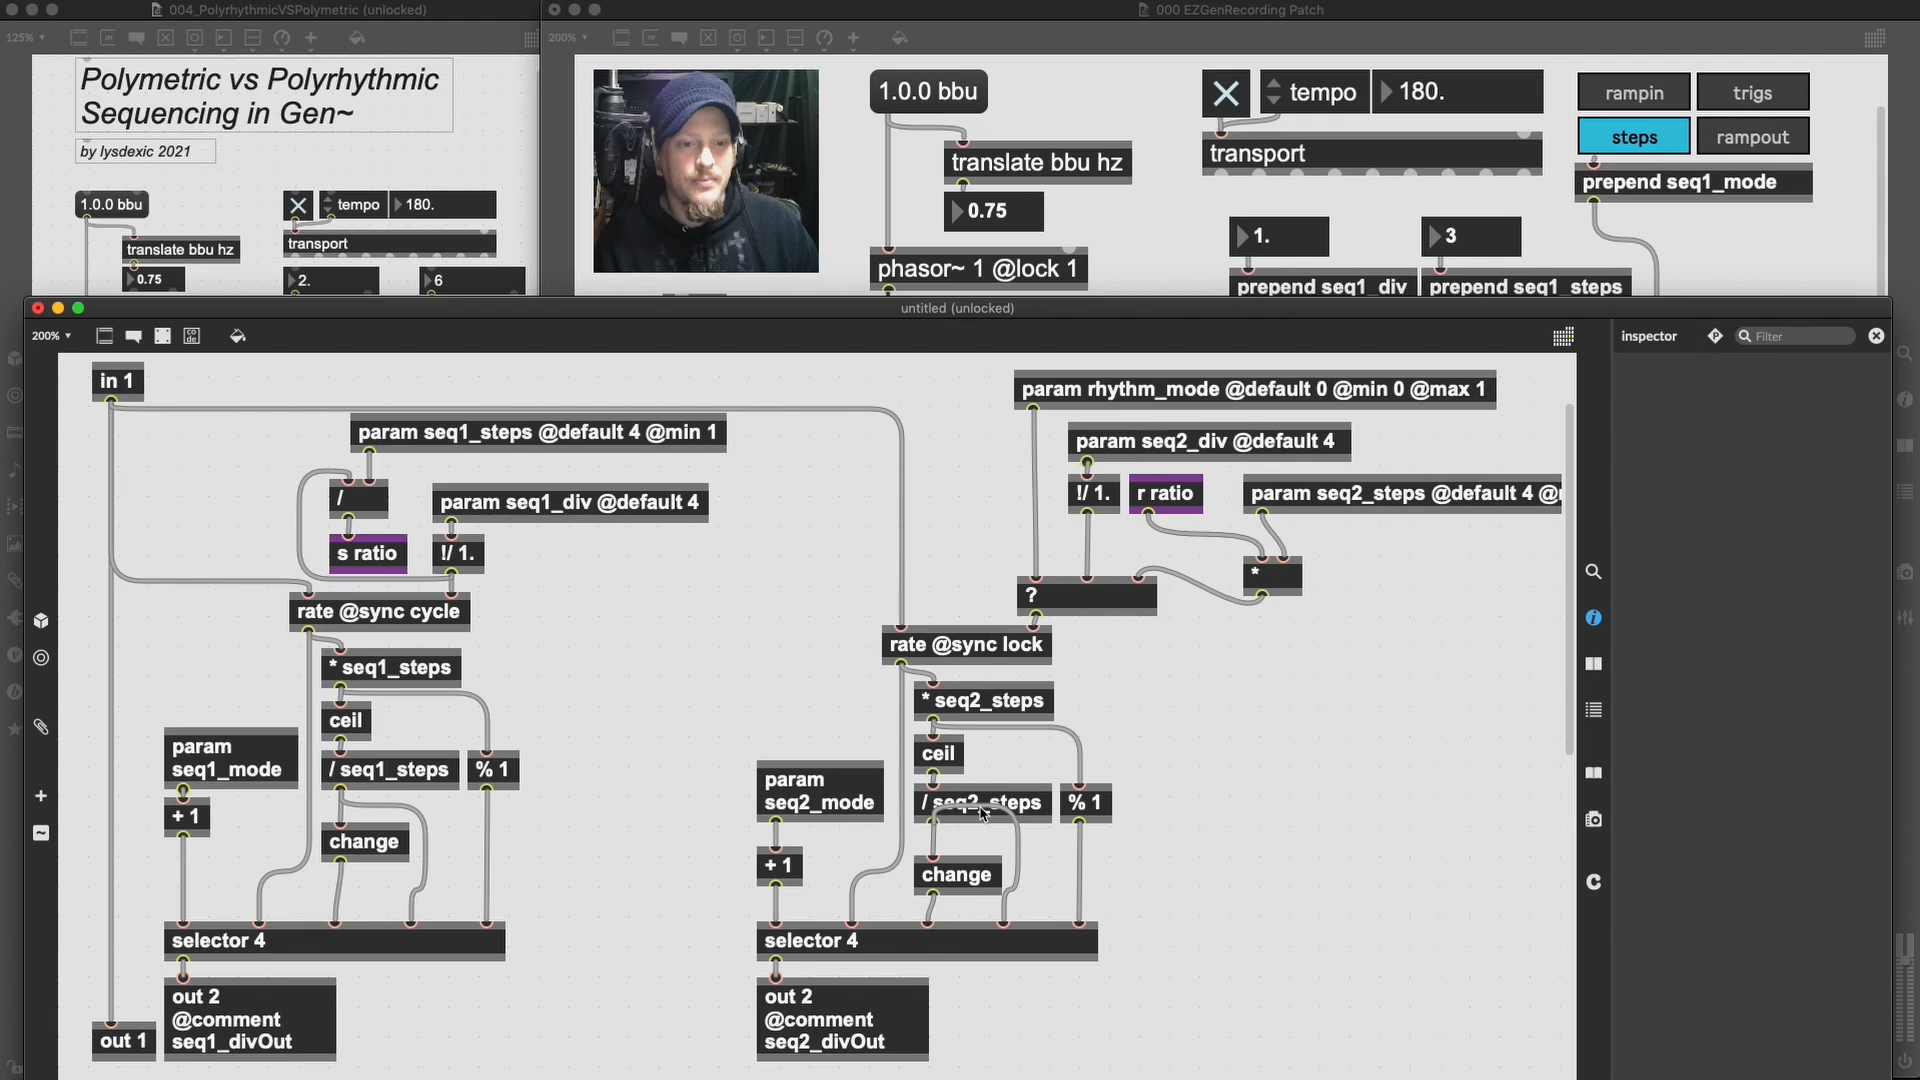 004_PolyrhythmicVSPolymetric (unlocked)
000 EZGenRecording Patch
125%
200%
Polymetric vs Polyrhythmic
Sequencing in Gen~
by lysdexic 2021
1.0.0 bbu
translate bbu hz
0.75
tempo
180.
transport
2.
6
1.0.0 bbu
translate bbu hz
0.75
phasor~ 1 @lock 1
tempo
180.
transport
1.
3
prepend seq1_div
prepend seq1_steps
rampin
trigs
steps
rampout
prepend seq1_mode
untitled (unlocked)
200%
inspector
Filter
in 1
param seq1_steps @default 4 @min 1
/
param seq1_div @default 4
s ratio
!/ 1.
rate @sync cycle
* seq1_steps
ceil
param
seq1_mode
/ seq1_steps
% 1
+ 1
change
selector 4
out 2
@comment
seq1_divOut
out 1
param rhythm_mode @default 0 @min 0 @max 1
param seq2_div @default 4
!/ 1.
r ratio
param seq2_steps @default 4
*
?
rate @sync lock
* seq2_steps
ceil
param
seq2_mode
/ seq2_steps
% 1
+ 1
change
selector 4
out 2
@comment
seq2_divOut